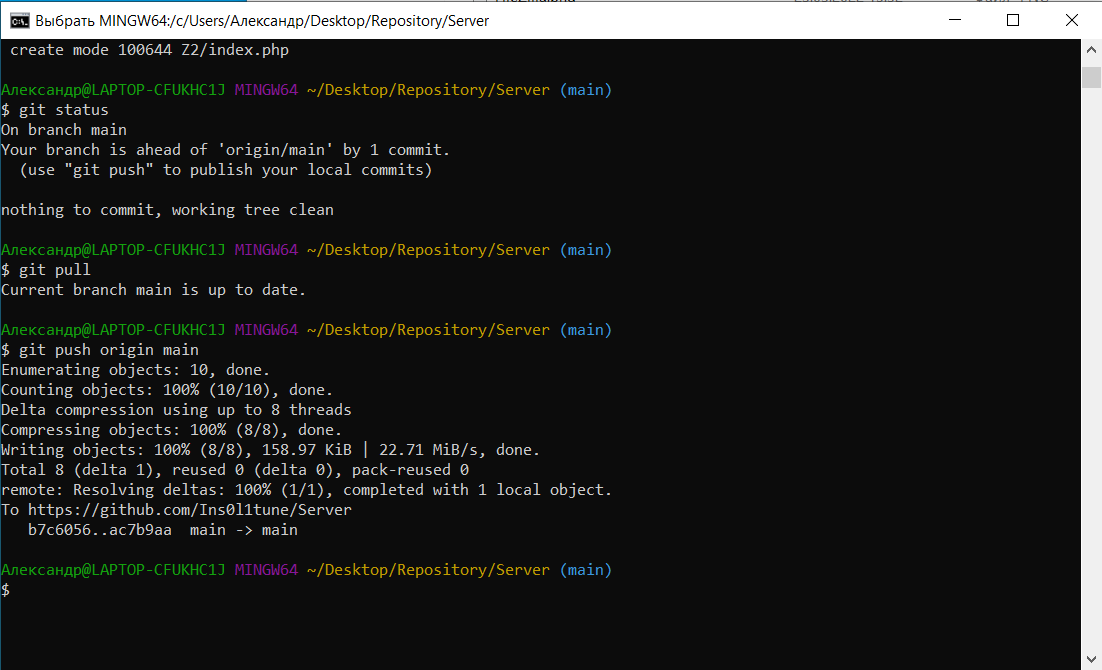 Выбрать MINGW64:/c/Users/Александр/Desktop/Repository/Server
create mode 100644 Z2/index.php
Александр@LAPTOP-CFUKHC1J MINGW64 ~/Desktop/Repository/Server (main)
$ git status
On branch main
Your branch is ahead of 'origin/main' by 1 commit.
(use "git push" to publish your local commits)
nothing to commit, working tree clean
Александр@LAPTOP-CFUKHC1J MINGW64 ~/Desktop/Repository/Server (main)
$ git pull
Current branch main is up to date.
Александр@LAPTOP-CFUKHC1J MINGW64 ~/Desktop/Repository/Server (main)
$ git push origin main
Enumerating objects: 10, done.
Counting objects: 100% (10/10), done.
Delta compression using up to 8 threads
Compressing objects: 100% (8/8), done.
Writing objects: 100% (8/8), 158.97 KiB | 22.71 MiB/s, done.
Total 8 (delta 1), reused 0 (delta 0), pack-reused 0
remote: Resolving deltas: 100% (1/1), completed with 1 local object.
To https://github.com/Ins0l1tune/Server
b7c6056..ac7b9aa  main -> main
Александр@LAPTOP-CFUKHC1J MINGW64 ~/Desktop/Repository/Server (main)
$